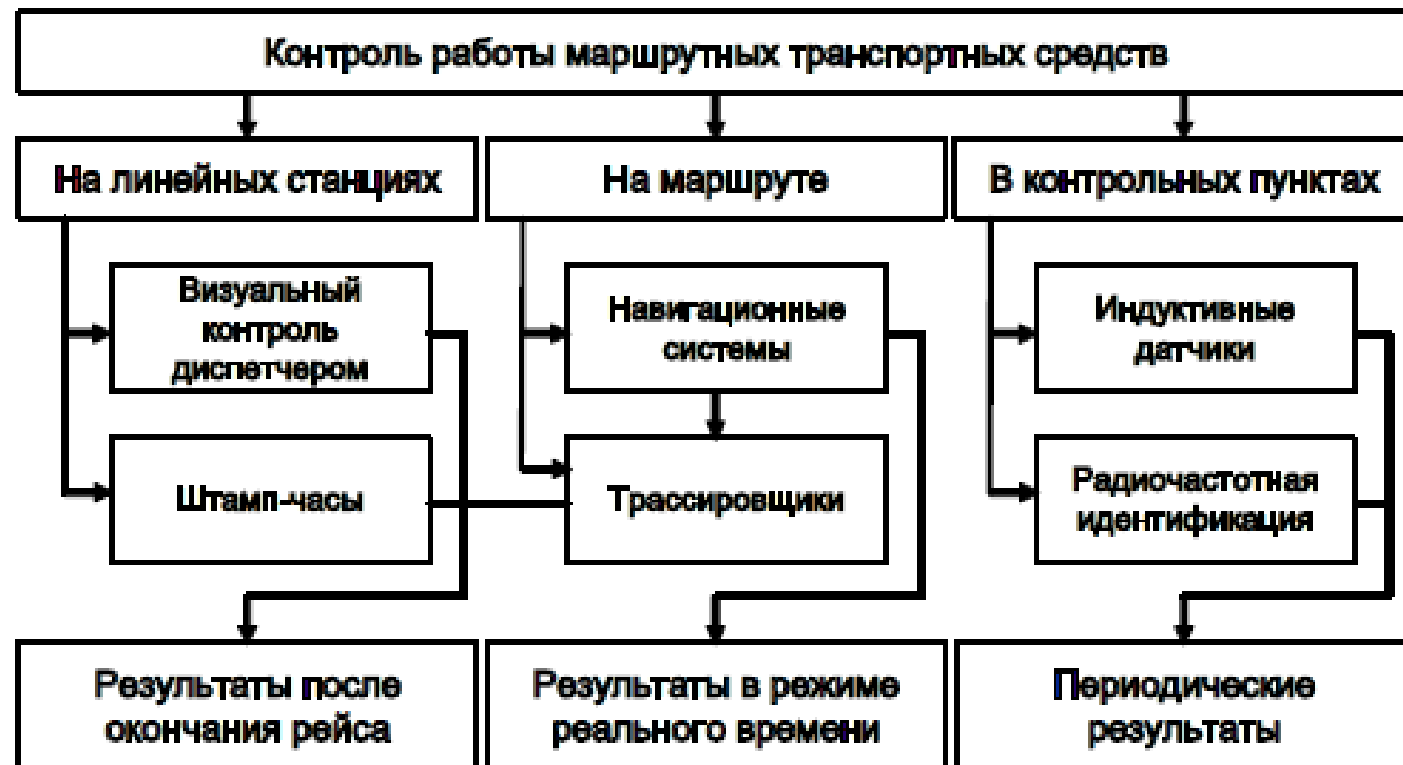 Контроль работы маршрутных транспортных средств
На линейных станциях
На маршруте
В контрольных пунктах
Визуальный
контроль
диспетчером
Навигационные
системы
Индуктивные
датчики
Штамп-часы
Трассировщики
Радиочастотная
идентификация
Результаты после
окончания рейса
Результаты в режиме
реального времени
Периодические
результаты